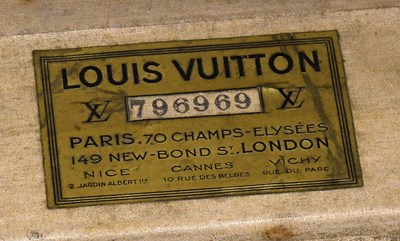 LOUIS VUITTON
LV 796969 LV
PARIS. 70 CHAMPS-ELYSÉES
149 NEW-BOND St. LONDON
NICE CANNES VICHY
2 JARDIN ALBERT 1er 10 RUE DES BELGES RUE DU PARC